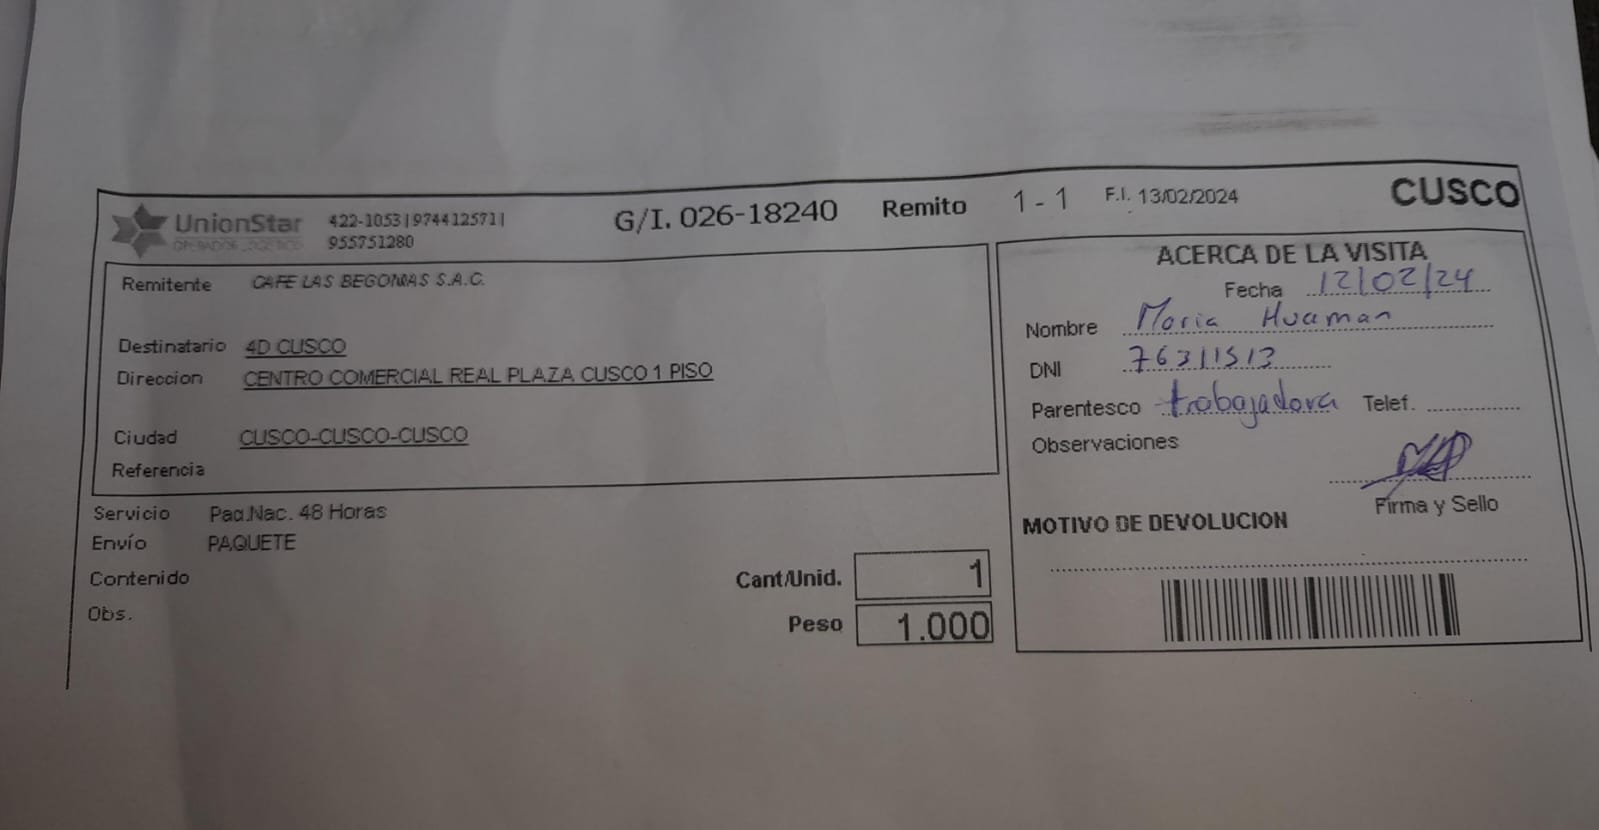 UnionStar 422-1053|974412571| G/I. 026-18240 Remito 1 - 1 F.I. 13/02/2024 CUSCO
OPERADOR LOGISTICO 955751280
Remitente CAFE LAS BEGONIAS S.A.C.
Destinatario 4D CUSCO
Direccion CENTRO COMERCIAL REAL PLAZA CUSCO 1 PISO
Ciudad CUSCO-CUSCO-CUSCO
Referencia
Servicio Paq.Nac. 48 Horas
Envío PAQUETE
Contenido
Obs.
Cant/Unid. 1
Peso 1.000
ACERCA DE LA VISITA
Fecha 12/02/24
Nombre Maria Huaman
DNI 76311513
Parentesco trabajadora Telef.
Observaciones
Firma y Sello
MOTIVO DE DEVOLUCION